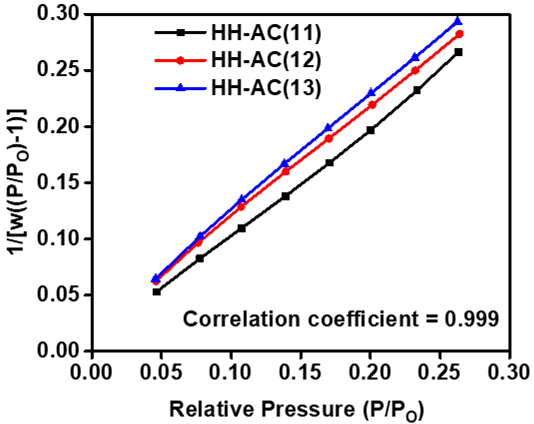 0.30
0.25
0.20
0.15
0.10
0.05
0.00
1/[w((P/PO)-1)]
HH-AC(11)
HH-AC(12)
HH-AC(13)
Correlation coefficient = 0.999
0.00 0.05 0.10 0.15 0.20 0.25 0.30
Relative Pressure (P/PO)